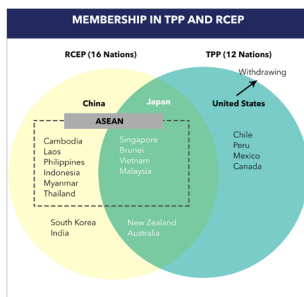 MEMBERSHIP IN TPP AND RCEP
RCEP (16 Nations)
TPP (12 Nations)
Withdrawing
China
Japan
United States
ASEAN
Cambodia
Laos
Philippines
Indonesia
Myanmar
Thailand
Singapore
Brunei
Vietnam
Malaysia
Chile
Peru
Mexico
Canada
South Korea
India
New Zealand
Australia